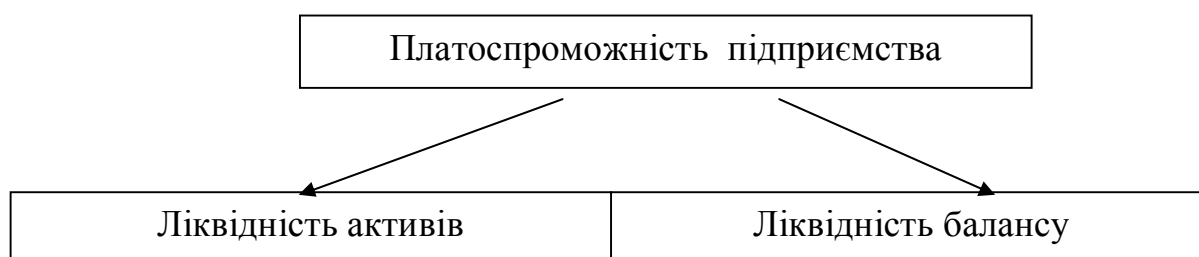 Платоспроможність підприємства
Ліквідність активів
Ліквідність балансу